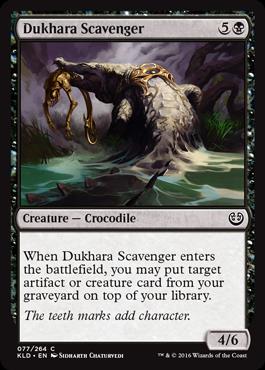 Dukhara Scavenger 5
Creature — Crocodile
When Dukhara Scavenger enters
the battlefield, you may put target
artifact or creature card from your
graveyard on top of your library.
The teeth marks add character.
4/6
077/264 C
KLD • EN Sidharth Chaturvedi
™ & © 2016 Wizards of the Coast